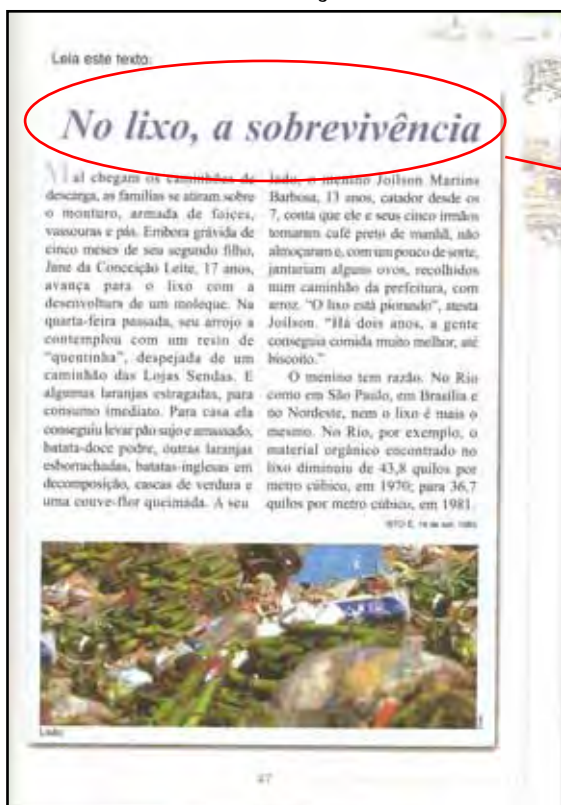 Leia este texto:
No lixo, a sobrevivência
Mal chegam os caminhões de
descarga, as famílias se atiram sobre
o monturo, armada de foices,
vassouras e pás. Embora grávida de
cinco meses de seu segundo filho,
Jane da Conceição Leite, 17 anos,
avança para o lixo com a
desenvoltura de um moleque. Na
quarta-feira passada, seu arrojo a
contemplou com um resto de
"quentinha", despejada de um
caminhão das Lojas Sendas. E
algumas laranjas estragadas, para
consumo imediato. Para casa ela
conseguiu levar pão sujo e amassado,
batata-doce podre, outras laranjas
esborrachadas, batatas-inglesas em
decomposição, cascas de verdura e
uma couve-flor queimada. A seu
lado, o menino Joilson Martins
Barbosa, 13 anos, catador desde os
7, conta que ele e seus cinco irmãos
tomaram café preto de manhã, não
almoçaram e, com um pouco de sorte,
jantariam alguns ovos, recolhidos
num caminhão da prefeitura, com
arroz. "O lixo está piorando", atesta
Joilson. "Há dois anos, a gente
conseguia comida muito melhor, até
biscoito."
O menino tem razão. No Rio
como em São Paulo, em Brasília e
no Nordeste, nem o lixo é mais o
mesmo. No Rio, por exemplo, o
material orgânico encontrado no
lixo diminuiu de 43,8 quilos por
metro cúbico, em 1970; para 36,7
quilos por metro cúbico, em 1981.
ISTO É, 14 de set.
Lixão
47